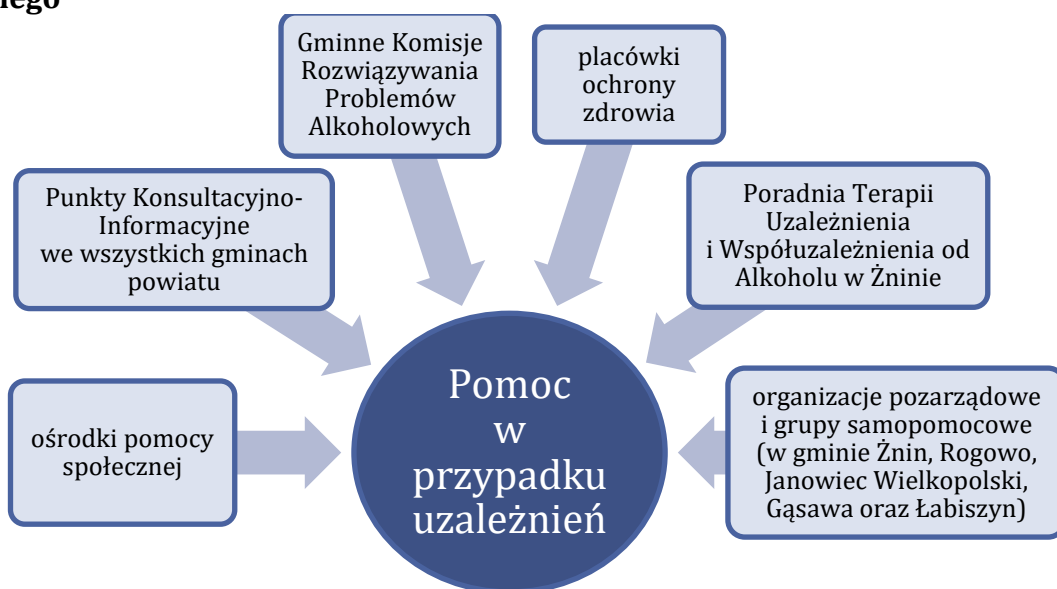 Gminne Komisje
Rozwiązywania
Problemów
Alkoholowych
placówki
ochrony
zdrowia
Punkty Konsultacyjno-
Informacyjne
we wszystkich gminach
powiatu
Poradnia Terapii
Uzależnienia
i Współuzależnienia od
Alkoholu w Żninie
ośrodki pomocy
społecznej
Pomoc
w
przypadku
uzależnień
organizacje pozarządowe
i grupy samopomocowe
(w gminie Żnin, Rogowo,
Janowiec Wielkopolski,
Gąsawa oraz Łabiszyn)